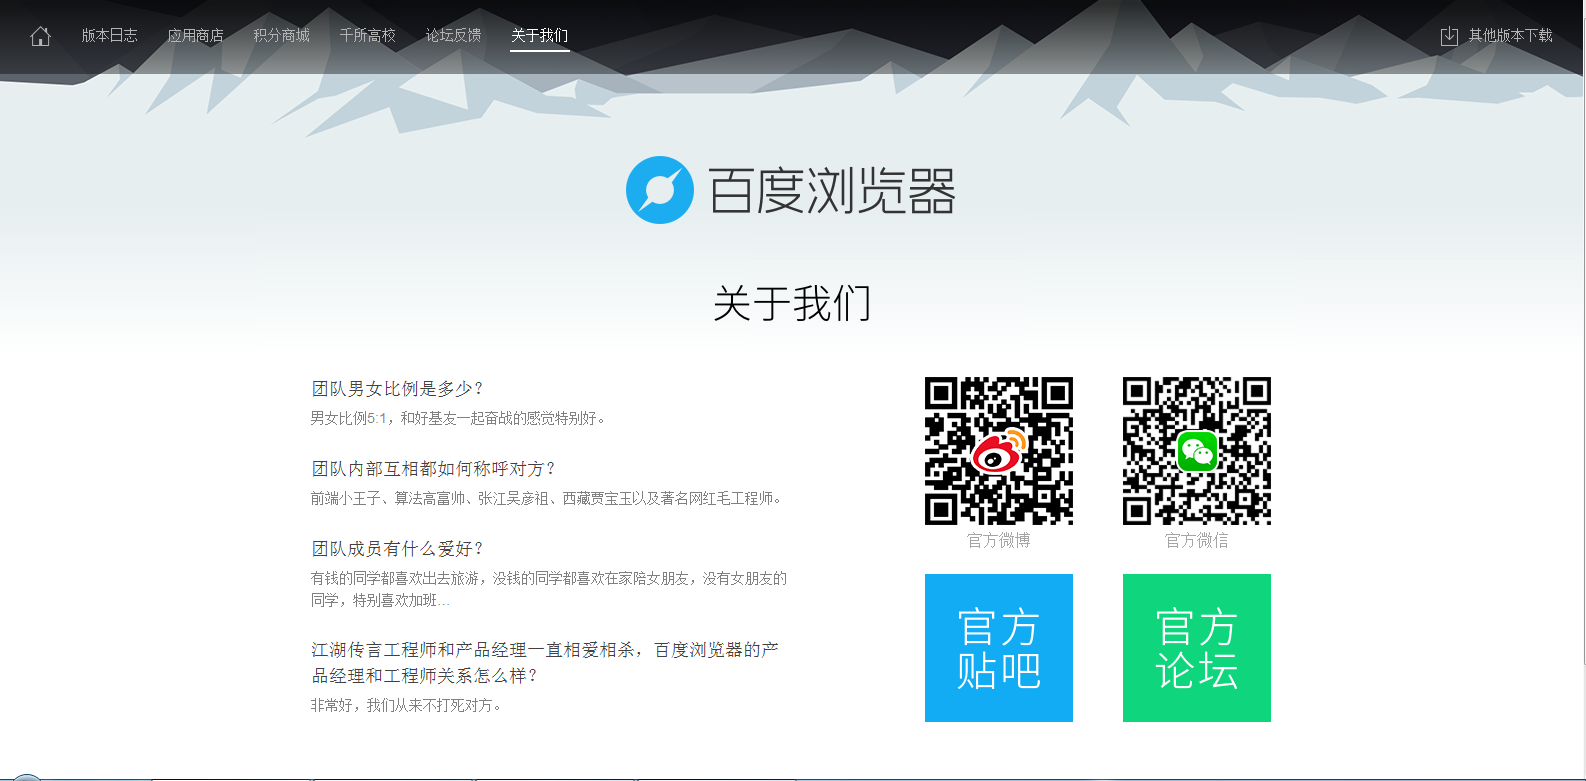 版本日志
应用商店
积分商城
千所高校
论坛反馈
关于我们
其他版本下载
百度浏览器
关于我们
团队男女比例是多少？
男女比例5:1，和好基友一起奋战的感觉特别好。
团队内部互相都如何称呼对方？
前端小王子、算法高富帅、张江吴彦祖、西藏贾宝玉以及著名网红毛工程师。
团队成员有什么爱好？
有钱的同学都喜欢出去旅游，没钱的同学都喜欢在家陪女朋友，没有女朋友的
同学，特别喜欢加班...
江湖传言工程师和产品经理一直相爱相杀，百度浏览器的产
品经理和工程师关系怎么样？
非常好，我们从来不打死对方。
官方微博
官方微信
官方
贴吧
官方
论坛